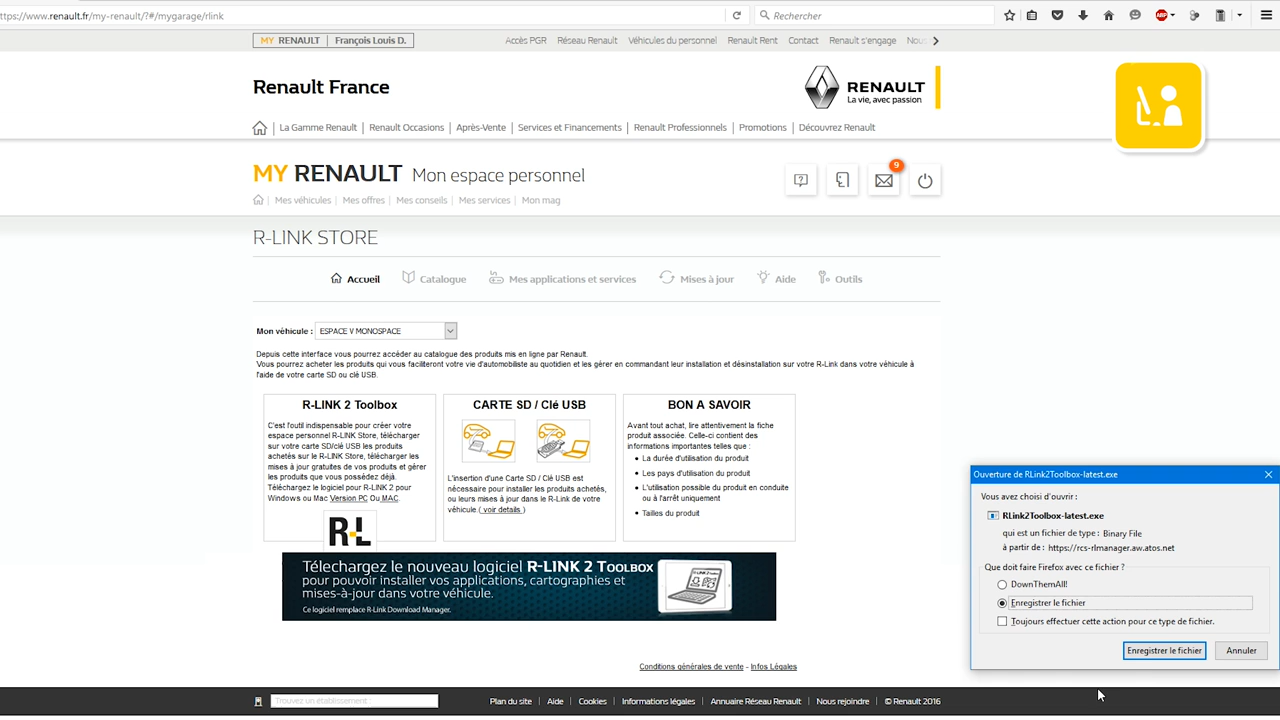 https://www.renault.fr/my-renault/?#/mygarage/rlink
Rechercher
ABP
MY RENAULT | François Louis D.
Accès PGR Réseau Renault Véhicules du personnel Renault Rent Contact Renault s'engage Nou
Renault France
RENAULT
La vie, avec passion
La Gamme Renault | Renault Occasions | Après-Vente | Services et Financements | Renault Professionnels | Promotions | Découvrez Renault
MY RENAULT Mon espace personnel
9
Mes véhicules | Mes offres | Mes conseils | Mes services | Mon mag
R-LINK STORE
Accueil Catalogue Mes applications et services Mises à jour Aide Outils
Mon véhicule : ESPACE V MONOSPACE
Depuis cette interface vous pourrez accéder au catalogue des produits mis en ligne par Renault.
Vous pourrez acheter les produits qui vous faciliteront votre vie d'automobiliste au quotidien et les gérer en commandant leur installation et désinstallation sur votre R-Link dans votre véhicule à
l'aide de votre carte SD ou clé USB.
R-LINK 2 Toolbox
C'est l'outil indispensable pour créer votre
espace personnel R-LINK Store, télécharger
sur votre carte SD/clé USB les produits
achetés sur le R-LINK Store, télécharger les
mises à jour gratuites de vos produits et gérer
les produits que vous possédez déjà.
Téléchargez le logiciel pour R-LINK 2 pour
Windows ou Mac Version PC Ou MAC.
R-L
CARTE SD / Clé USB
L'insertion d'une Carte SD / Clé USB est
nécessaire pour installer les produits achetés,
ou leurs mises à jour dans le R-Link de votre
véhicule.( voir details )
BON A SAVOIR
Avant tout achat, lire attentivement la fiche
produit associée. Celle-ci contient des
informations importantes telles que :
• La durée d'utilisation du produit
• Les pays d'utilisation du produit
• L'utilisation possible du produit en conduite
ou à l'arrêt uniquement
• Tailles du produit
Télechargez le nouveau logiciel R-LINK 2 TOOLBOX
pour pouvoir installer vos applications, cartographies et
mises-à-jour dans votre véhicule.
Ce logiciel remplace R-Link Download Manager.
Conditions générales de vente - Infos Légales
Trouvez un établissement :
Plan du site | Aide | Cookies | Informations légales | Annuaire Réseau Renault | Nous rejoindre | © Renault 2016
Ouverture de RLink2Toolbox-latest.exe
Vous avez choisi d'ouvrir :
RLink2Toolbox-latest.exe
qui est un fichier de type : Binary File
à partir de : https://rcs-rlmanager.aw.atos.net
Que doit faire Firefox avec ce fichier ?
DownThemAll!
Enregistrer le fichier
Toujours effectuer cette action pour ce type de fichier.
Enregistrer le fichier Annuler